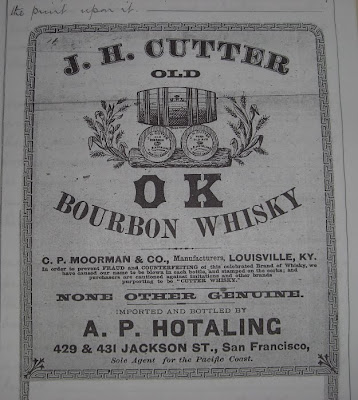 the print upon it
J. H. CUTTER
OLD
OK
BOURBON WHISKY
C. P. MOORMAN & CO., Manufacturers, LOUISVILLE, KY.
In order to prevent FRAUD and COUNTERFEITING of this celebrated Brand of Whisky, we
have caused our name to be blown in each bottle, and stamped on the corks; and
purchasers are cautioned against imitations and other brands
purporting to be "CUTTER WHISKY."
NONE OTHER GENUINE.
IMPORTED AND BOTTLED BY
A. P. HOTALING
429 & 431 JACKSON ST., San Francisco,
Sole Agent for the Pacific Coast.